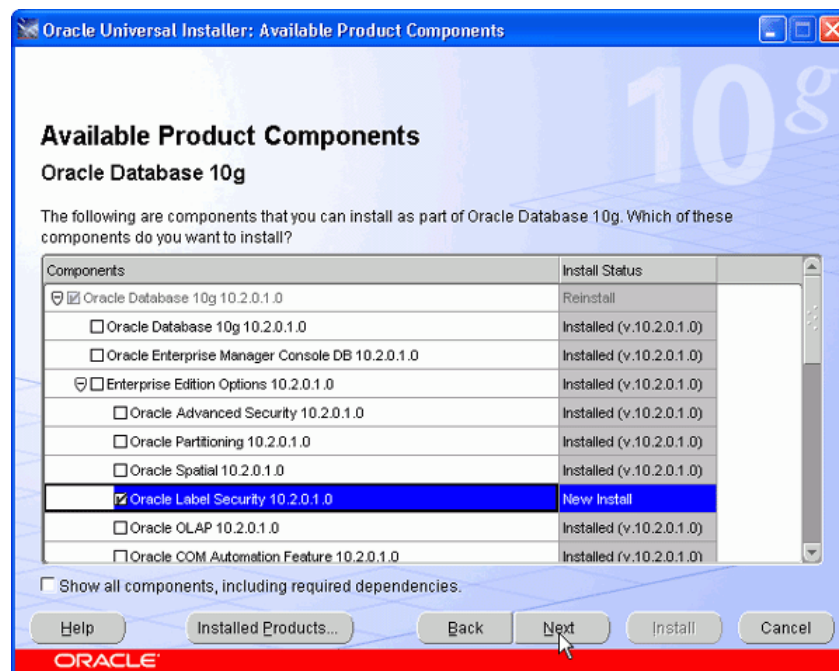 Oracle Universal Installer: Available Product Components
10g
Available Product Components
Oracle Database 10g
The following are components that you can install as part of Oracle Database 10g. Which of these
components do you want to install?
Components Install Status
Oracle Database 10g 10.2.0.1.0 Reinstall
Oracle Database 10g 10.2.0.1.0 Installed (v.10.2.0.1.0)
Oracle Enterprise Manager Console DB 10.2.0.1.0 Installed (v.10.2.0.1.0)
Enterprise Edition Options 10.2.0.1.0 Installed (v.10.2.0.1.0)
Oracle Advanced Security 10.2.0.1.0 Installed (v.10.2.0.1.0)
Oracle Partitioning 10.2.0.1.0 Installed (v.10.2.0.1.0)
Oracle Spatial 10.2.0.1.0 Installed (v.10.2.0.1.0)
Oracle Label Security 10.2.0.1.0 New Install
Oracle OLAP 10.2.0.1.0 Installed (v.10.2.0.1.0)
Oracle COM Automation Feature 10.2.0.1.0 Installed (v.10.2.0.1.0)
Show all components, including required dependencies.
Help Installed Products... Back Next Install Cancel
ORACLE